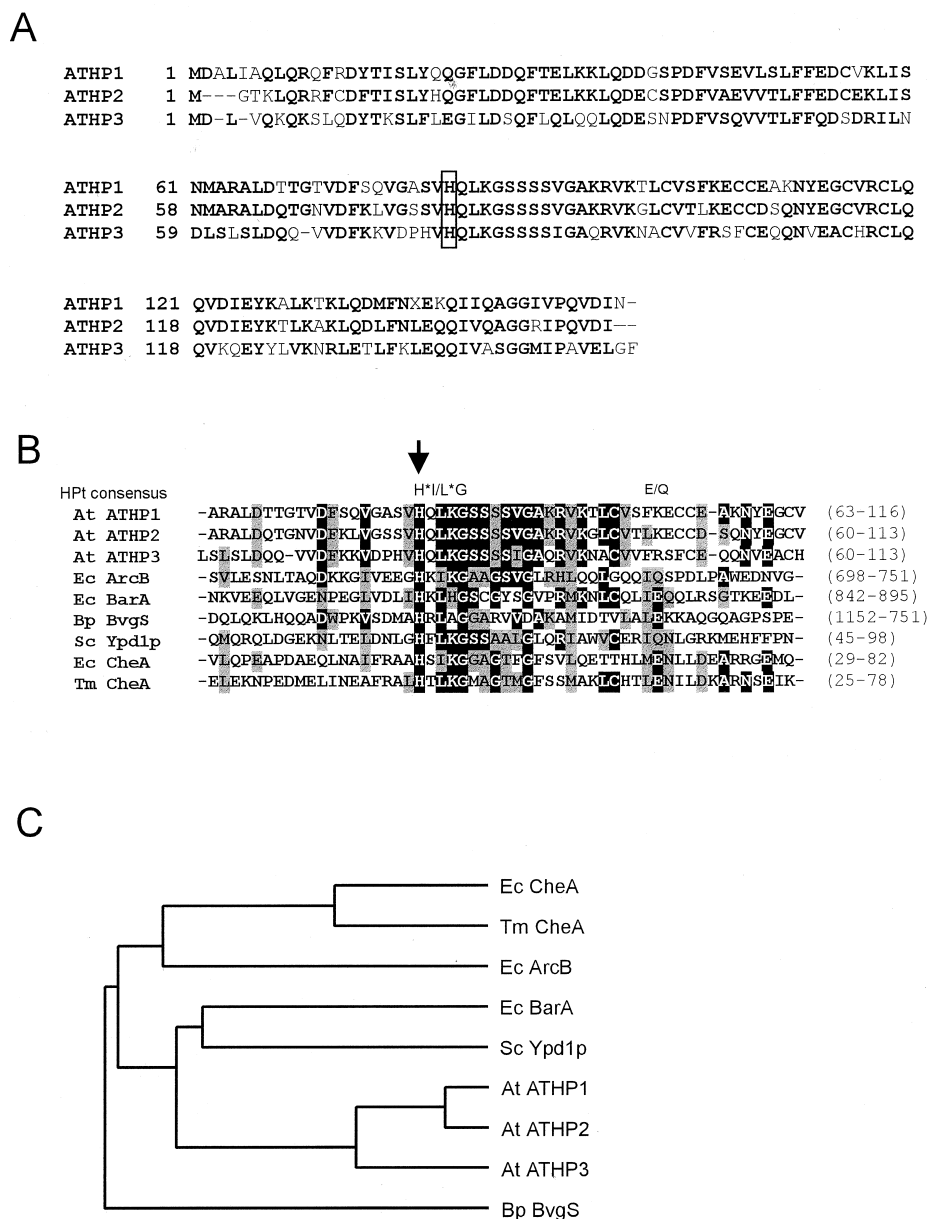 A
ATHP1 1 MDALIAQLQRQFRDYTISLYQQGFLDDQFTELKKLQDDGSPDFVSEVLSLFFEDCVKLIS
ATHP2 1 M---GTKLQRRFCDFTISLYHQGFLDDQFTELKKLQDECSPDFVAEVVTLFFEDCEKLIS
ATHP3 1 MD-L-VQKQKSLQDYTKSLFLEGILDSQFLQLQQLQDESNPDFVSQVVTLFFQDSDRILN
ATHP1 61 NMARALDTTGTVDFSQVGASVHQLKGSSSSVGAKRVKTLCVSFKECCEAKNYEGCVRCLQ
ATHP2 58 NMARALDQTGNVDFKLVGSSVHQLKGSSSSVGAKRVKGLCVTLKECCDSQNYEGCVRCLQ
ATHP3 59 DLSLSLDQQ-VVDFKKVDPHVHQLKGSSSSIGAQRVKNACVVFRSFCEQQNVEACHRCLQ
ATHP1 121 QVDIEYKALKTKLQDMFNXEKQIIQAGGIVPQVDIN-
ATHP2 118 QVDIEYKTLKAKLQDLFNLEQQIVQAGGRIPQVDI--
ATHP3 118 QVKQEYYLVKNRLETLFKLEQQIVASGGMIPAVELGF
B
H*I/L*G E/Q
HPt consensus
At ATHP1 -ARALDTTGTVDFSQVGASVHQLKGSSSSVGAKRVKTLCVSFKECCE-AKNYEGCV (63-116)
At ATHP2 -ARALDQTGNVDFKLVGSSVHQLKGSSSSVGAKRVKGLCVTLKECCD-SQNYEGCV (60-113)
At ATHP3 LSLSLDQQ-VVDFKKVDPHVHQLKGSSSSIGAQRVKNACVVFRSFCE-QQNVEACH (60-113)
Ec ArcB -SVLESNLTAQDKKGIVEEGHKIKGAAGSVGLRHLQQLGQQIQSPDLPAWEDNVG- (698-751)
Ec BarA -NKVEEQLVGENPEGLVDLIHKLHGSCGYSGVPRMKNLCQLIEQQLRSGTKEEDL- (842-895)
Bp BvgS -DQLQKLHQQADWPKVSDMAHRLAGGARVVDAKAMIDTVLALEKKAQGQAGPSPE- (1152-751)
Sc Ypd1p -QMQRQLDGEKNLTELDNLGHFLKGSSAALGLQRIAWVCERIQNLGRKMEHFFPN- (45-98)
Ec CheA -VLQPEAPDAEQLNAIFRAAHSIKGGAGTFGFSVLQETTHLMENLLDEARRGEMQ- (29-82)
Tm CheA -ELEKNPEDMELINEAFRALHTLKGMAGTMGFSSMAKLCHTLENILDKARNSEIK- (25-78)
C
Ec CheA
Tm CheA
Ec ArcB
Ec BarA
Sc Ypd1p
At ATHP1
At ATHP2
At ATHP3
Bp BvgS